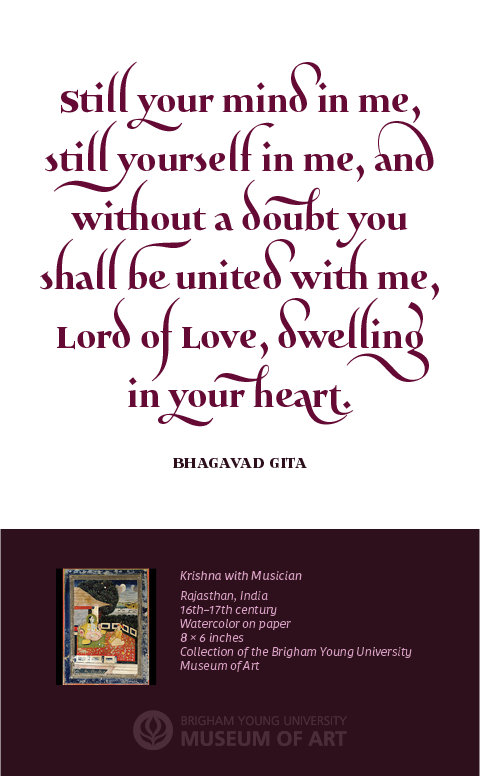 Still your mind in me,
still yourself in me, and
without a doubt you
shall be united with me,
Lord of Love, dwelling
in your heart.
BHAGAVAD GITA
Krishna with Musician
Rajasthan, India
16th–17th century
Watercolor on paper
8 × 6 inches
Collection of the Brigham Young University
Museum of Art
BRIGHAM YOUNG UNIVERSITY
MUSEUM OF ART